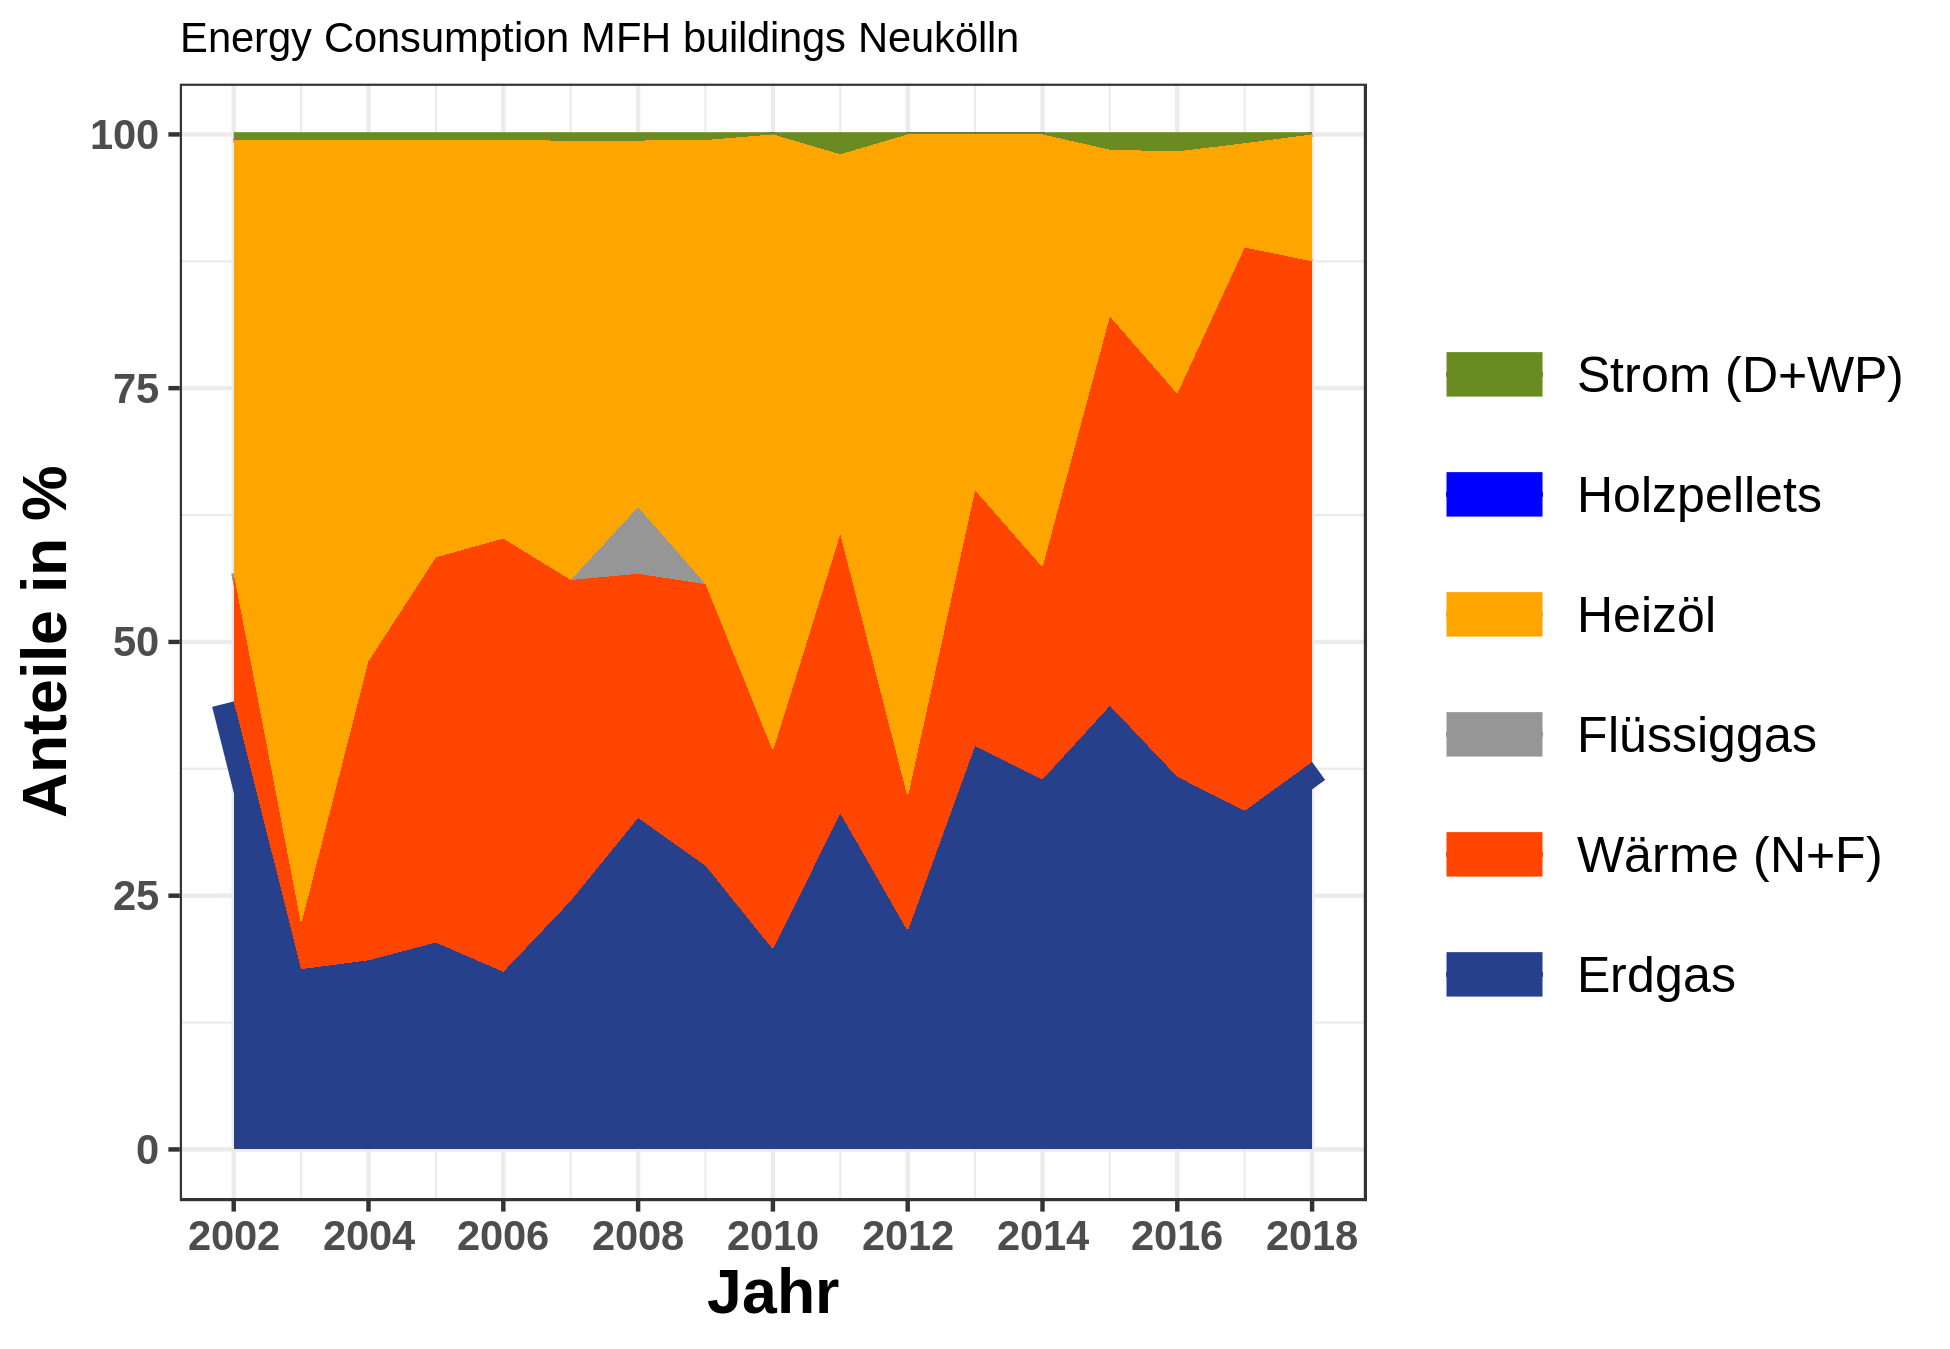 Energy Consumption MFH buildings Neukölln
Anteile in %
100
75
50
25
0
2002 2004 2006 2008 2010 2012 2014 2016 2018
Jahr
Strom (D+WP)
Holzpellets
Heizöl
Flüssiggas
Wärme (N+F)
Erdgas